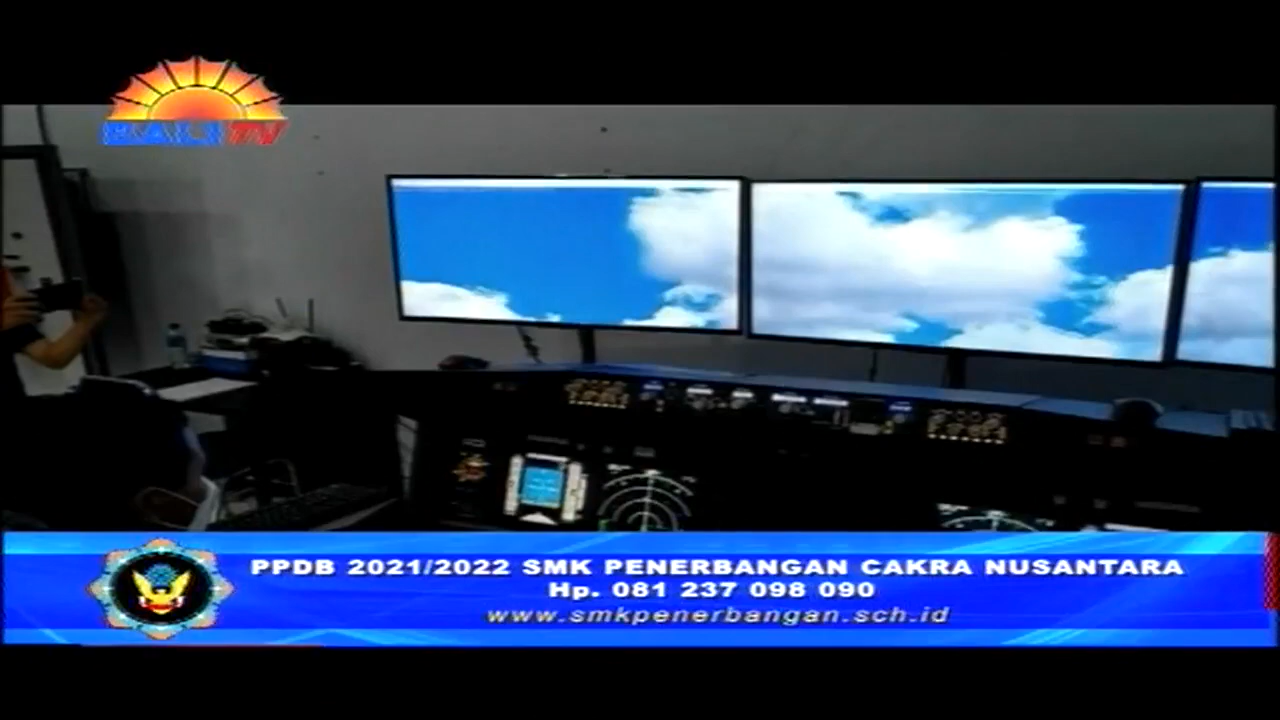 BALI TV
PPDB 2021/2022 SMK PENERBANGAN CAKRA NUSANTARA
Hp. 081 237 098 090
www.smkpenerbangan.sch.id